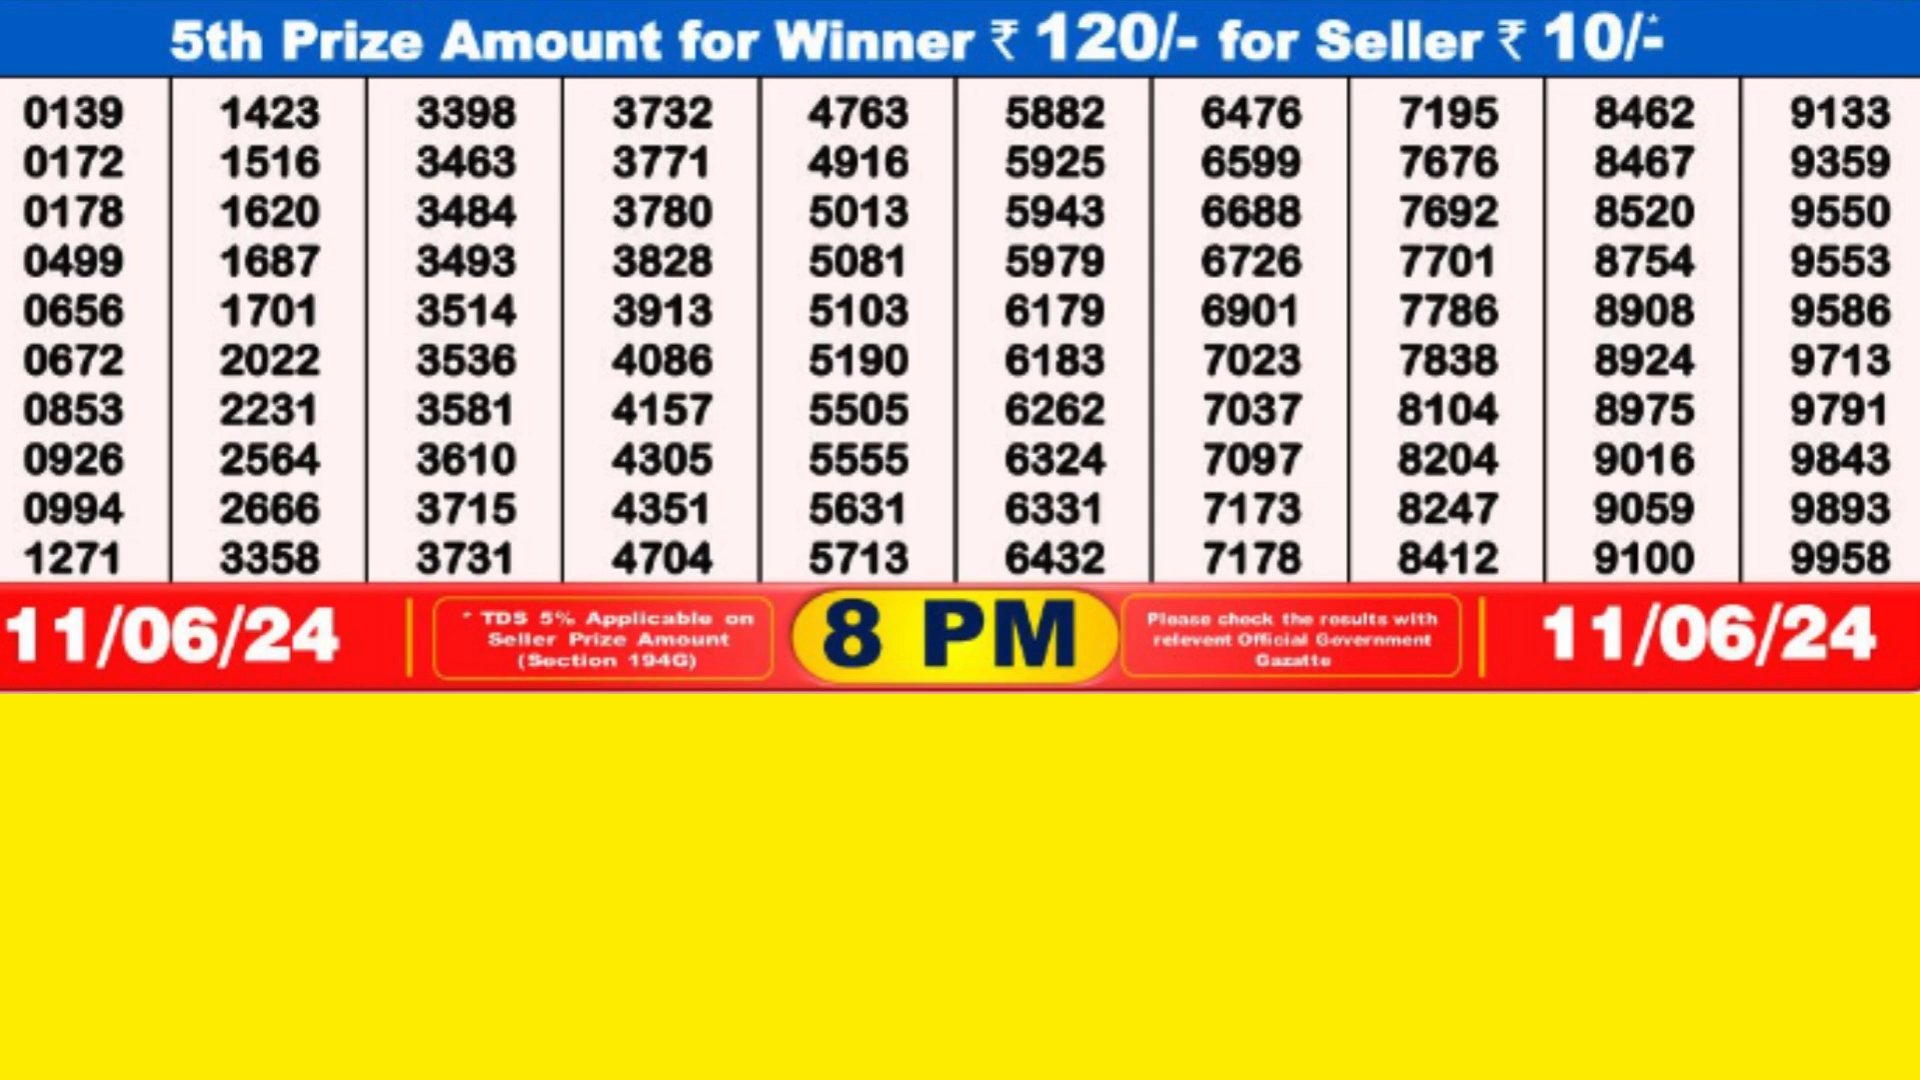 5th Prize Amount for Winner ₹ 120/- for Seller ₹ 10/-*
0139 1423 3398 3732 4763 5882 6476 7195 8462 9133
0172 1516 3463 3771 4916 5925 6599 7676 8467 9359
0178 1620 3484 3780 5013 5943 6688 7692 8520 9550
0499 1687 3493 3828 5081 5979 6726 7701 8754 9553
0656 1701 3514 3913 5103 6179 6901 7786 8908 9586
0672 2022 3536 4086 5190 6183 7023 7838 8924 9713
0853 2231 3581 4157 5505 6262 7037 8104 8975 9791
0926 2564 3610 4305 5555 6324 7097 8204 9016 9843
0994 2666 3715 4351 5631 6331 7173 8247 9059 9893
1271 3358 3731 4704 5713 6432 7178 8412 9100 9958
11/06/24
* TDS 5% Applicable on
Seller Prize Amount
(Section 194G)
8 PM
Please check the results with
relevent Official Government
Gazatte
11/06/24